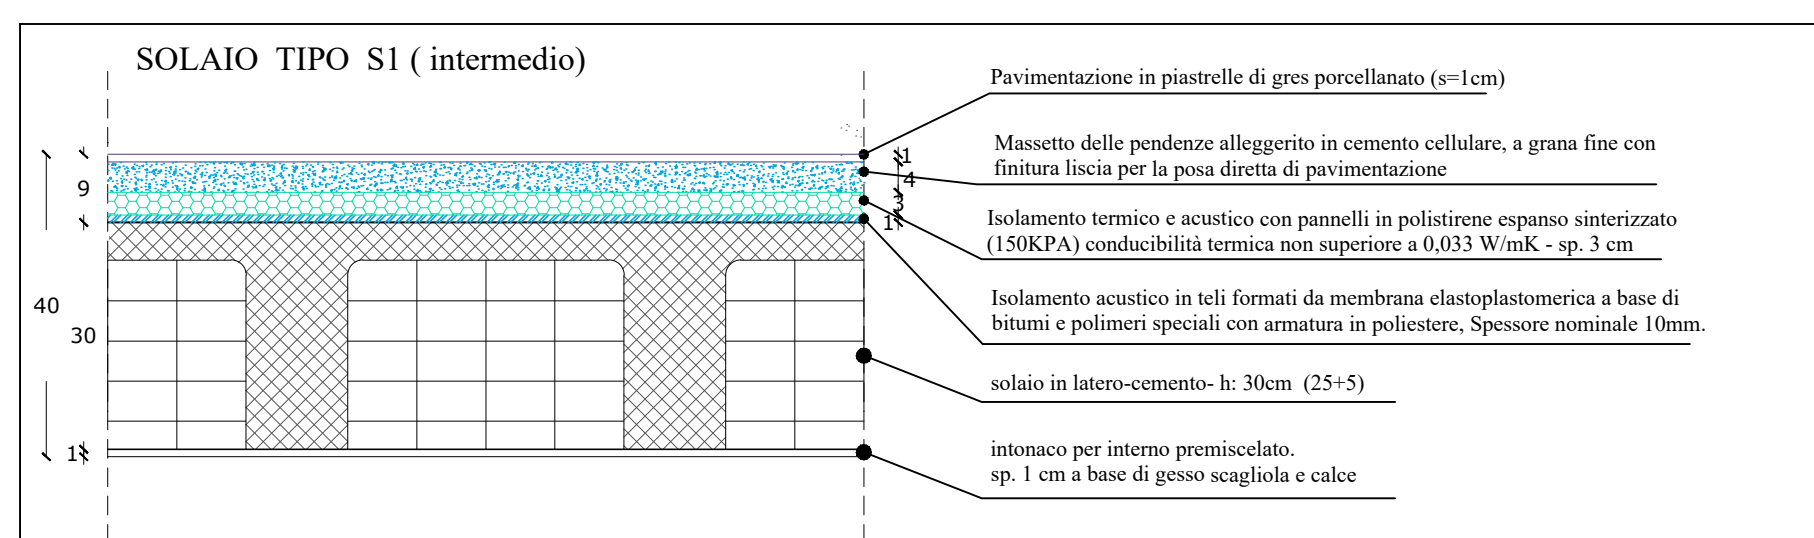 SOLAIO TIPO S1 ( intermedio)
Pavimentazione in piastrelle di gres porcellanato (s=1cm)
Massetto delle pendenze alleggerito in cemento cellulare, a grana fine con
finitura liscia per la posa diretta di pavimentazione
Isolamento termico e acustico con pannelli in polistirene espanso sinterizzato
(150KPA) conducibilità termica non superiore a 0,033 W/mK - sp. 3 cm
Isolamento acustico in teli formati da membrana elastoplastomerica a base di
bitumi e polimeri speciali con armatura in poliestere, Spessore nominale 10mm.
solaio in latero-cemento- h: 30cm (25+5)
intonaco per interno premiscelato.
sp. 1 cm a base di gesso scagliola e calce
9
40
30
1
1
4
3
1